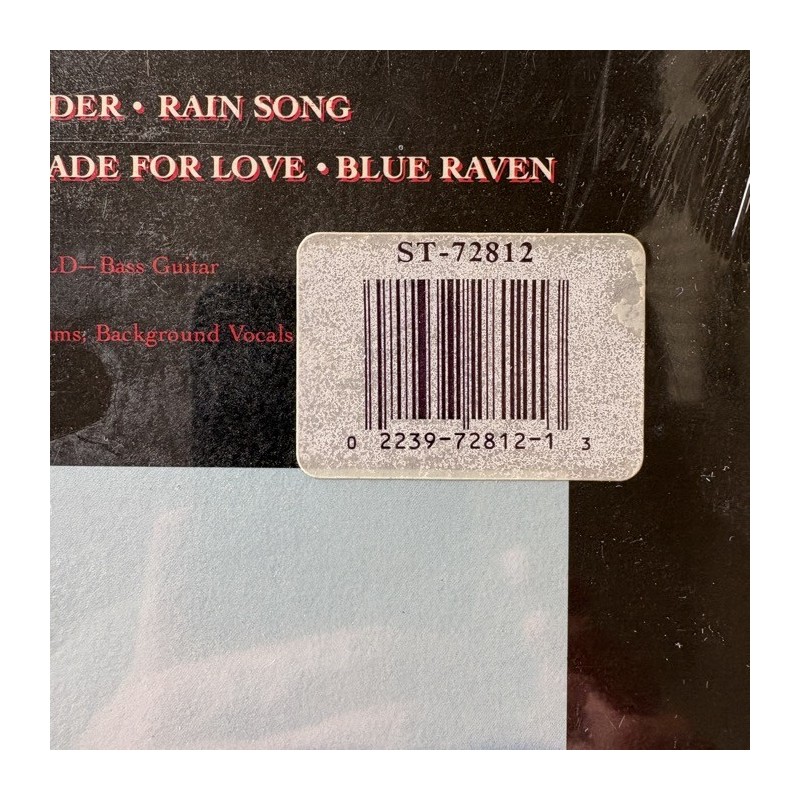 DER • RAIN SONG
ADE FOR LOVE • BLUE RAVEN
LD—Bass Guitar
ums, Background Vocals
ST-72812
0 2239-72812-1 3